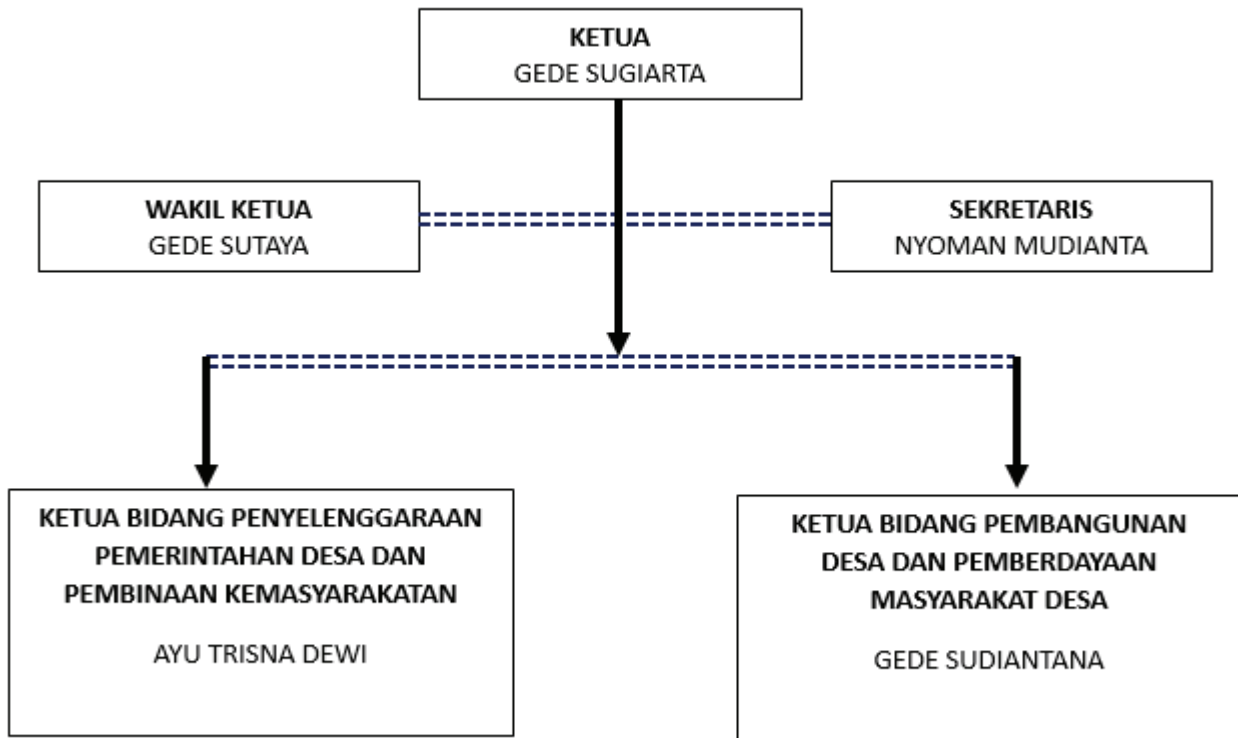 KETUA
GEDE SUGIARTA
WAKIL KETUA
GEDE SUTAYA
SEKRETARIS
NYOMAN MUDIANTA
KETUA BIDANG PENYELENGGARAAN
PEMERINTAHAN DESA DAN
PEMBINAAN KEMASYARAKATAN
AYU TRISNA DEWI
KETUA BIDANG PEMBANGUNAN
DESA DAN PEMBERDAYAAN
MASYARAKAT DESA
GEDE SUDIANTANA